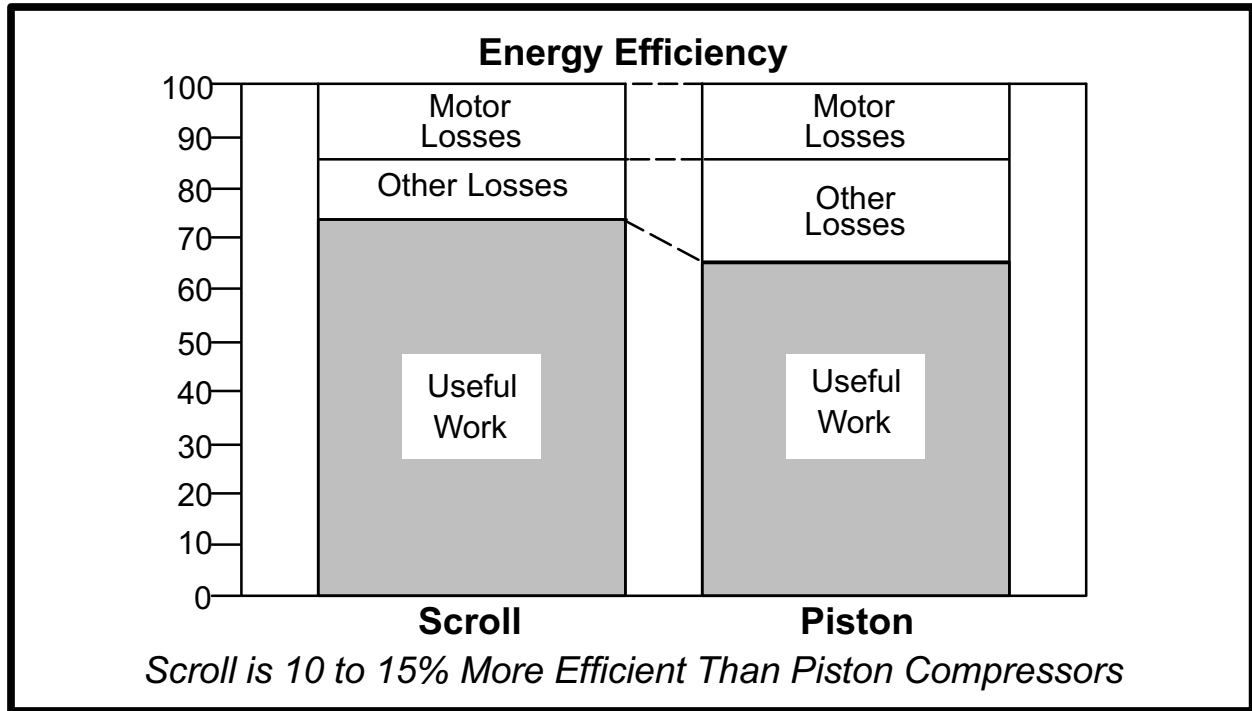 Energy Efficiency
100
90
80
70
60
50
40
30
20
10
0
Motor
Losses
Other Losses
Useful
Work
Motor
Losses
Other
Losses
Useful
Work
Scroll
Piston
Scroll is 10 to 15% More Efficient Than Piston Compressors